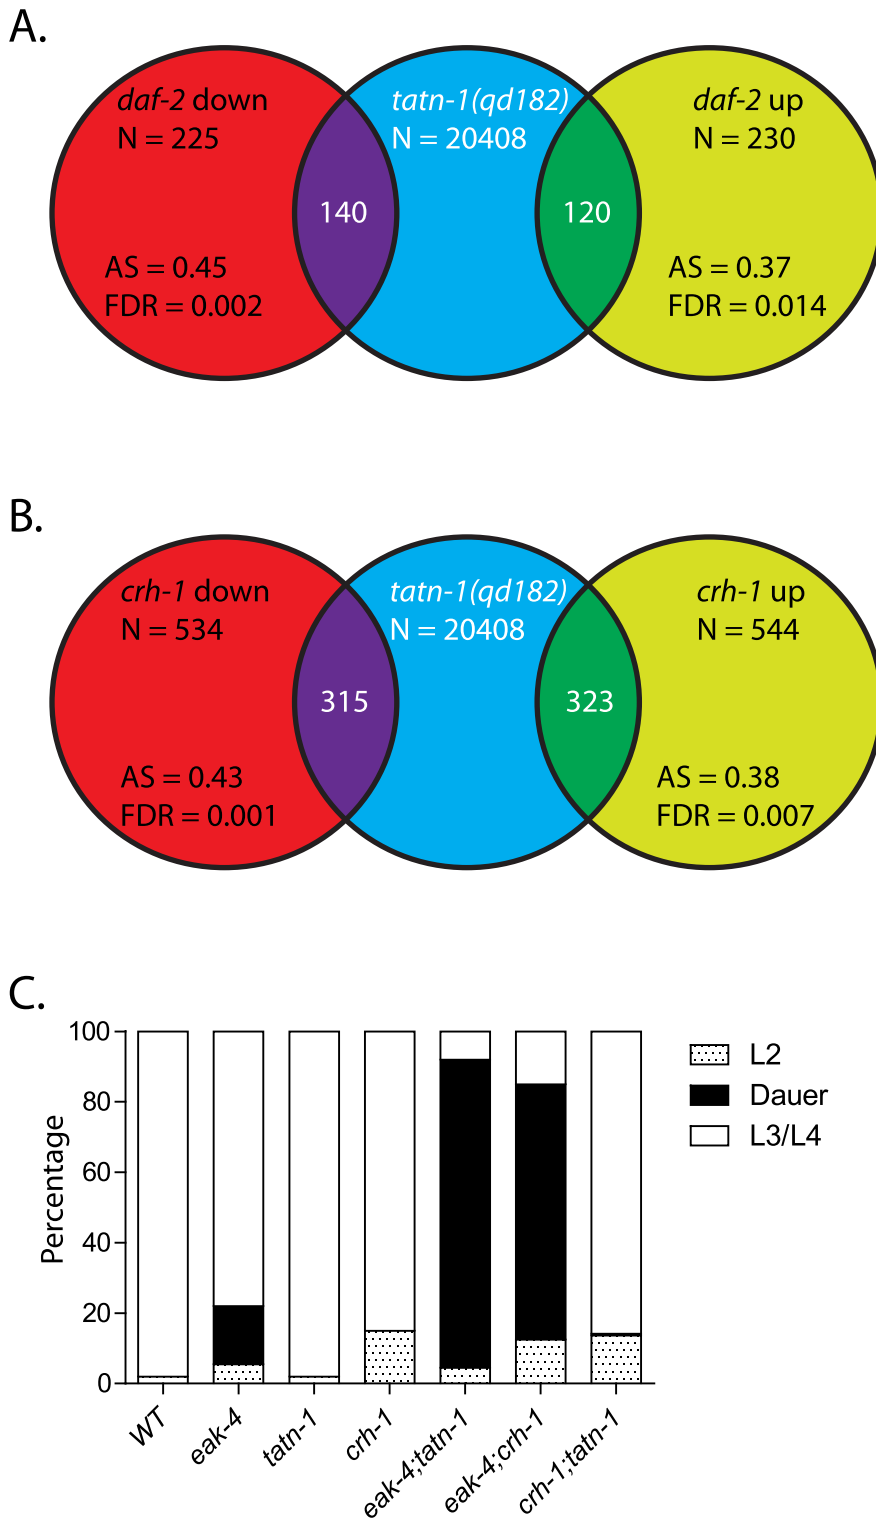 A.
daf-2 down
N = 225
tatn-1(qd182)
N = 20408
daf-2 up
N = 230
140
120
AS = 0.45
FDR = 0.002
AS = 0.37
FDR = 0.014
B.
crh-1 down
N = 534
tatn-1(qd182)
N = 20408
crh-1 up
N = 544
315
323
AS = 0.43
FDR = 0.001
AS = 0.38
FDR = 0.007
C.
Percentage
100
80
60
40
20
0
WT
eak-4
tatn-1
crh-1
eak-4;tatn-1
eak-4;crh-1
crh-1;tatn-1
L2
Dauer
L3/L4